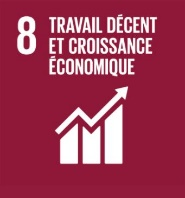 8 TRAVAIL DÉCENT
ET CROISSANCE
ÉCONOMIQUE